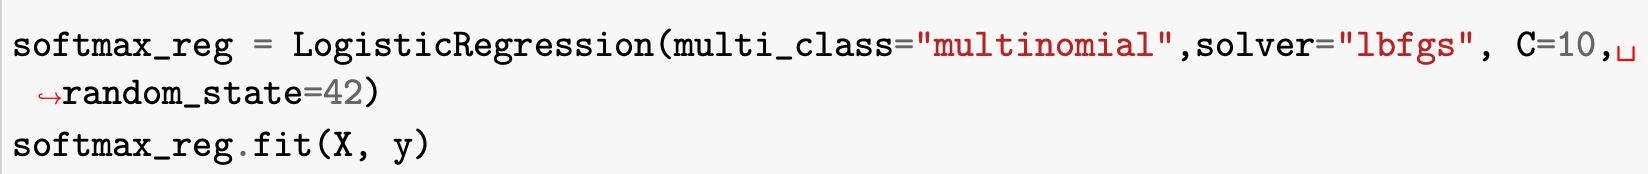 softmax_reg = LogisticRegression(multi_class="multinomial",solver="lbfgs", C=10,␣
↪random_state=42)
softmax_reg.fit(X, y)